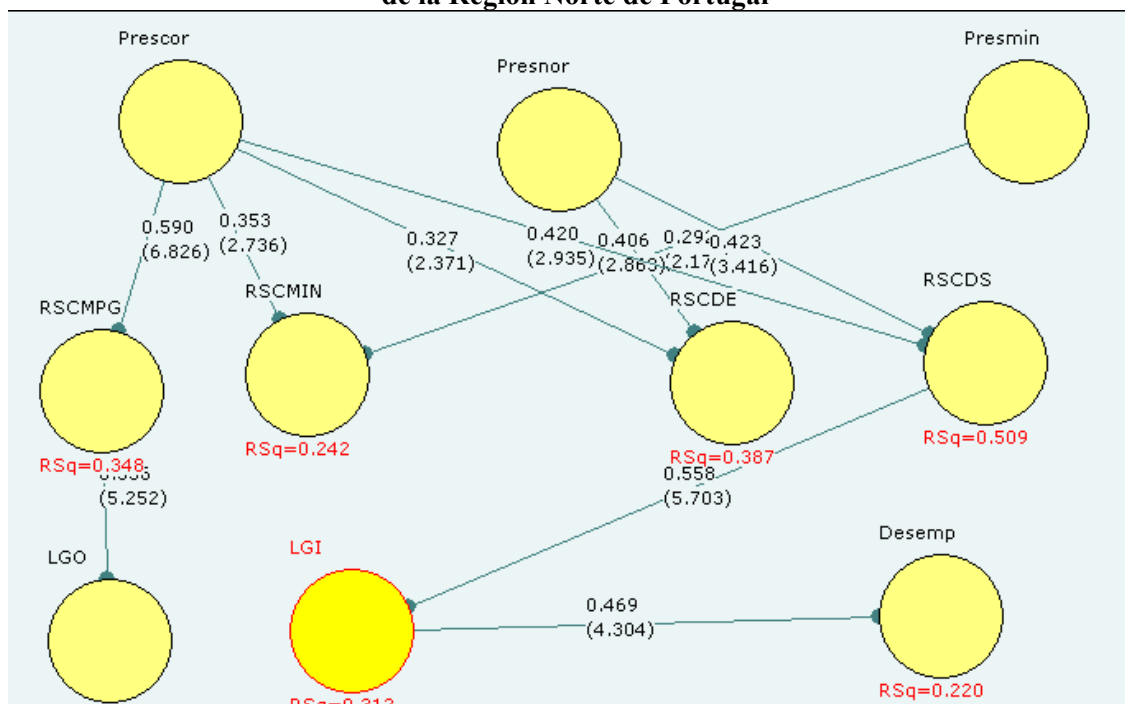 de la Región Norte de Portugal
Prescor
Presnor
Presmin
0.590
(6.826)
0.353
(2.736)
0.327
(2.371)
0.420
(2.935)
0.406
(2.863)
0.423
(3.416)
RSCMPG
RSCMIN
RSCDE
RSCDS
RSq=0.348
RSq=0.242
RSq=0.387
RSq=0.509
(5.252)
0.558
(5.703)
LGO
LGI
Desemp
0.469
(4.304)
RSq=0.220